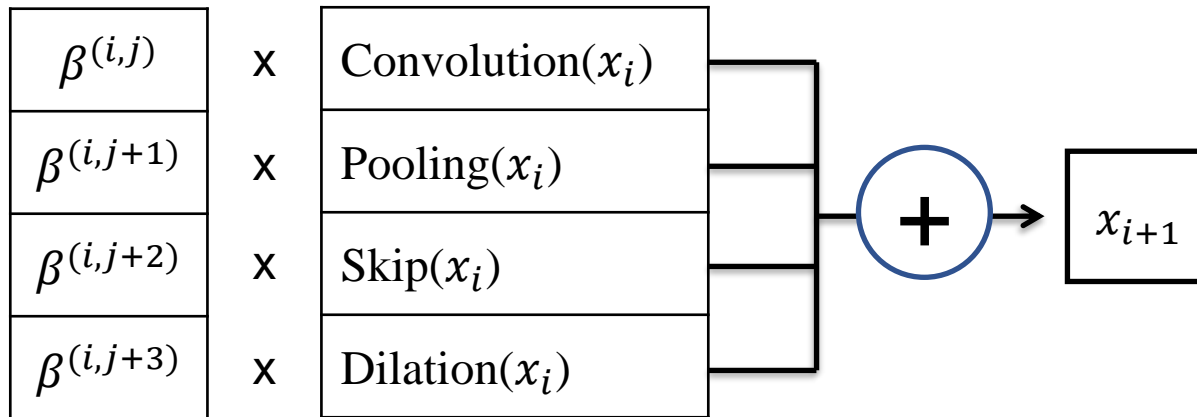 β^(i,j) x Convolution(x_i)
β^(i,j+1) x Pooling(x_i)
+ x_{i+1}
β^(i,j+2) x Skip(x_i)
β^(i,j+3) x Dilation(x_i)